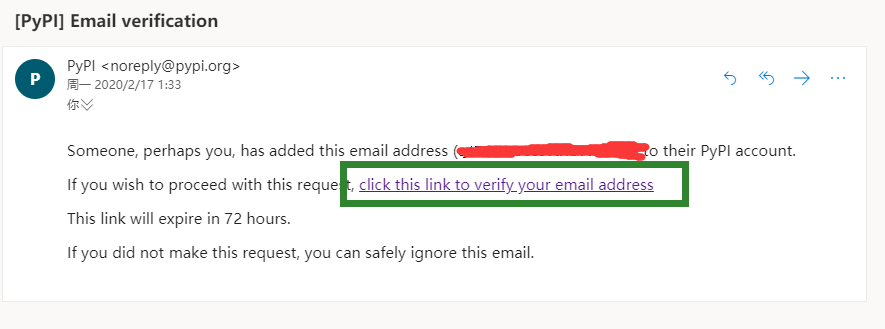 [PyPI] Email verification
P
PyPI <noreply@pypi.org>
周一 2020/2/17 1:33
你
Someone, perhaps you, has added this email address ( to their PyPI account.
If you wish to proceed with this request, click this link to verify your email address
This link will expire in 72 hours.
If you did not make this request, you can safely ignore this email.